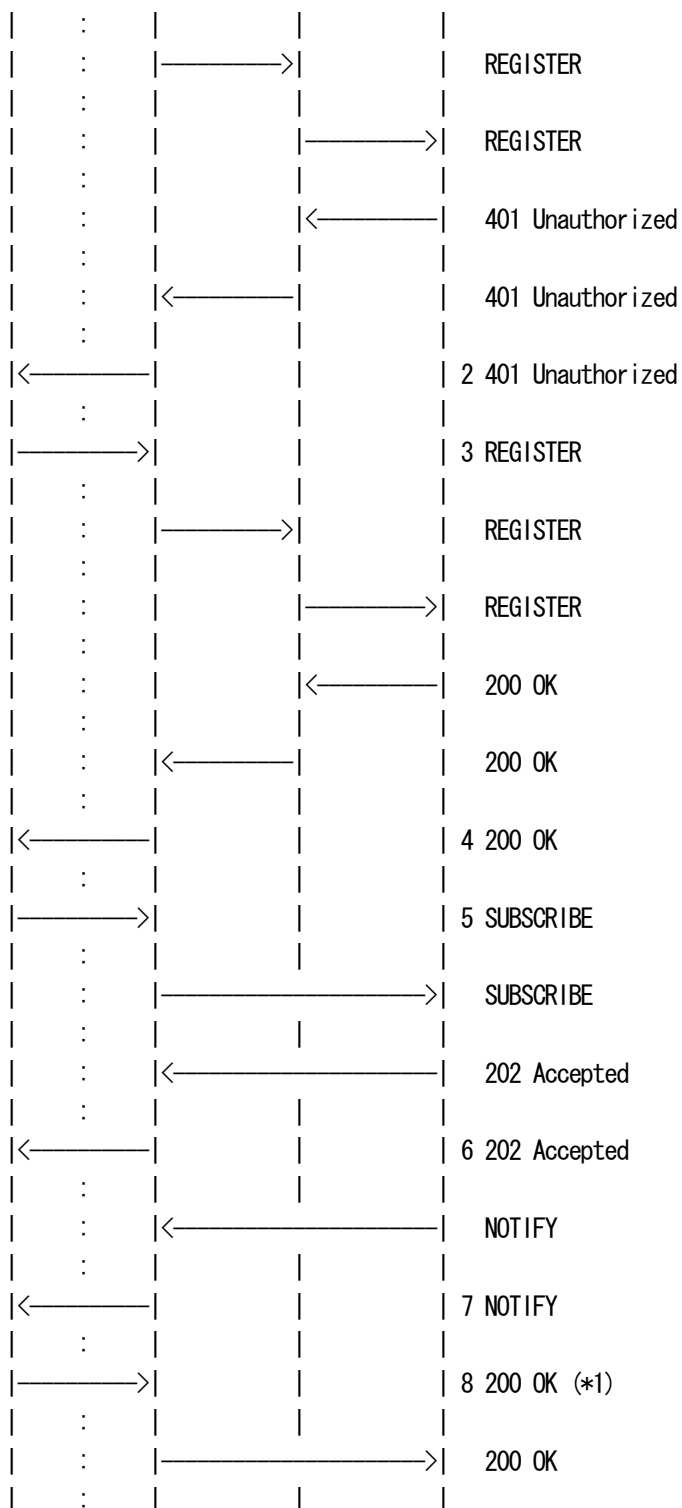 REGISTER
REGISTER
401 Unauthorized
401 Unauthorized
2 401 Unauthorized
3 REGISTER
REGISTER
REGISTER
200 OK
200 OK
4 200 OK
5 SUBSCRIBE
SUBSCRIBE
202 Accepted
6 202 Accepted
NOTIFY
7 NOTIFY
8 200 OK (*1)
200 OK